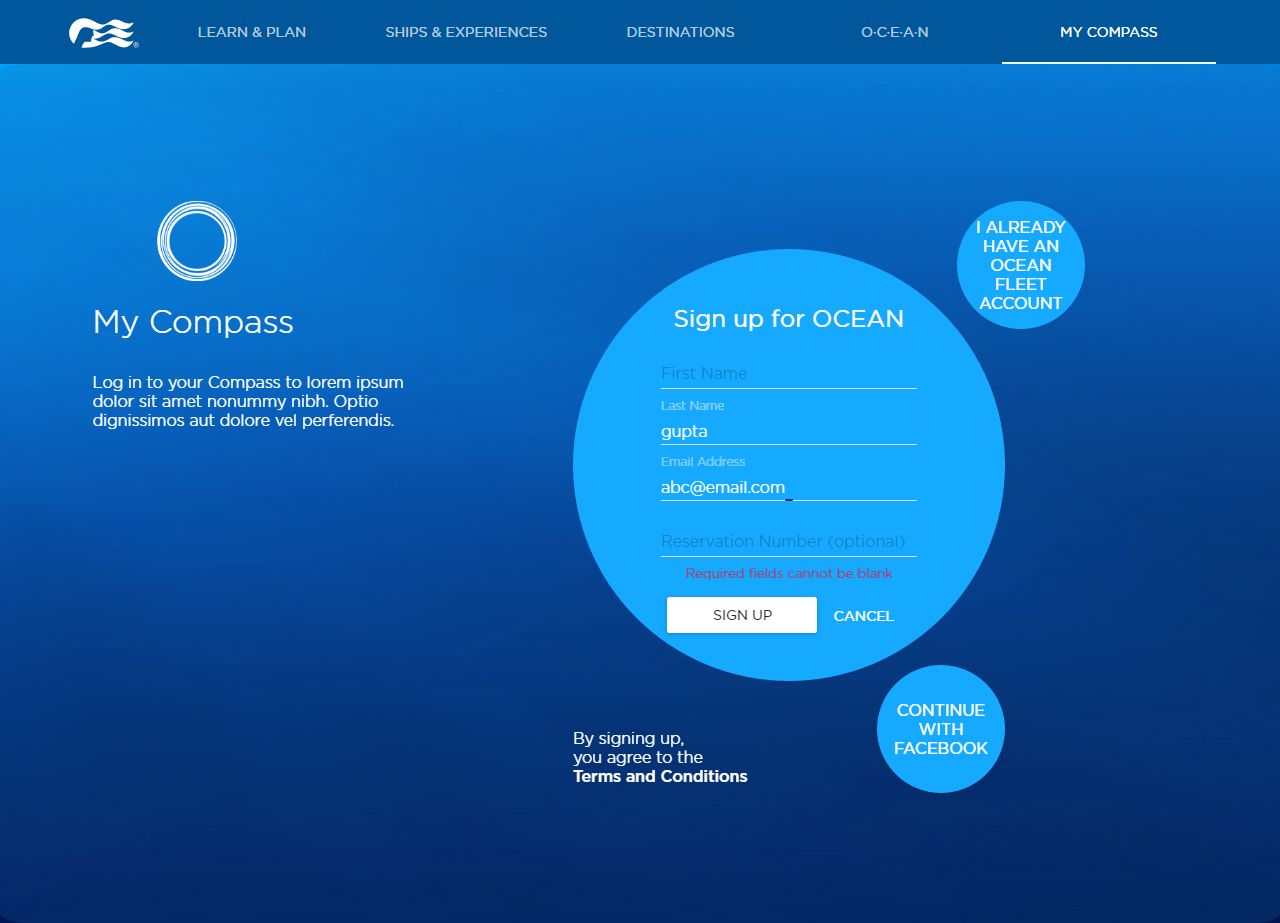 LEARN & PLAN
SHIPS & EXPERIENCES
DESTINATIONS
O·C·E·A·N
MY COMPASS
®
My Compass
Log in to your Compass to lorem ipsum
dolor sit amet nonummy nibh. Optio
dignissimos aut dolore vel perferendis.
I ALREADY
HAVE AN
OCEAN
FLEET
ACCOUNT
Sign up for OCEAN
First Name
Last Name
gupta
Email Address
abc@email.com
Reservation Number (optional)
Required fields cannot be blank
SIGN UP
CANCEL
CONTINUE
WITH
FACEBOOK
By signing up,
you agree to the
Terms and Conditions